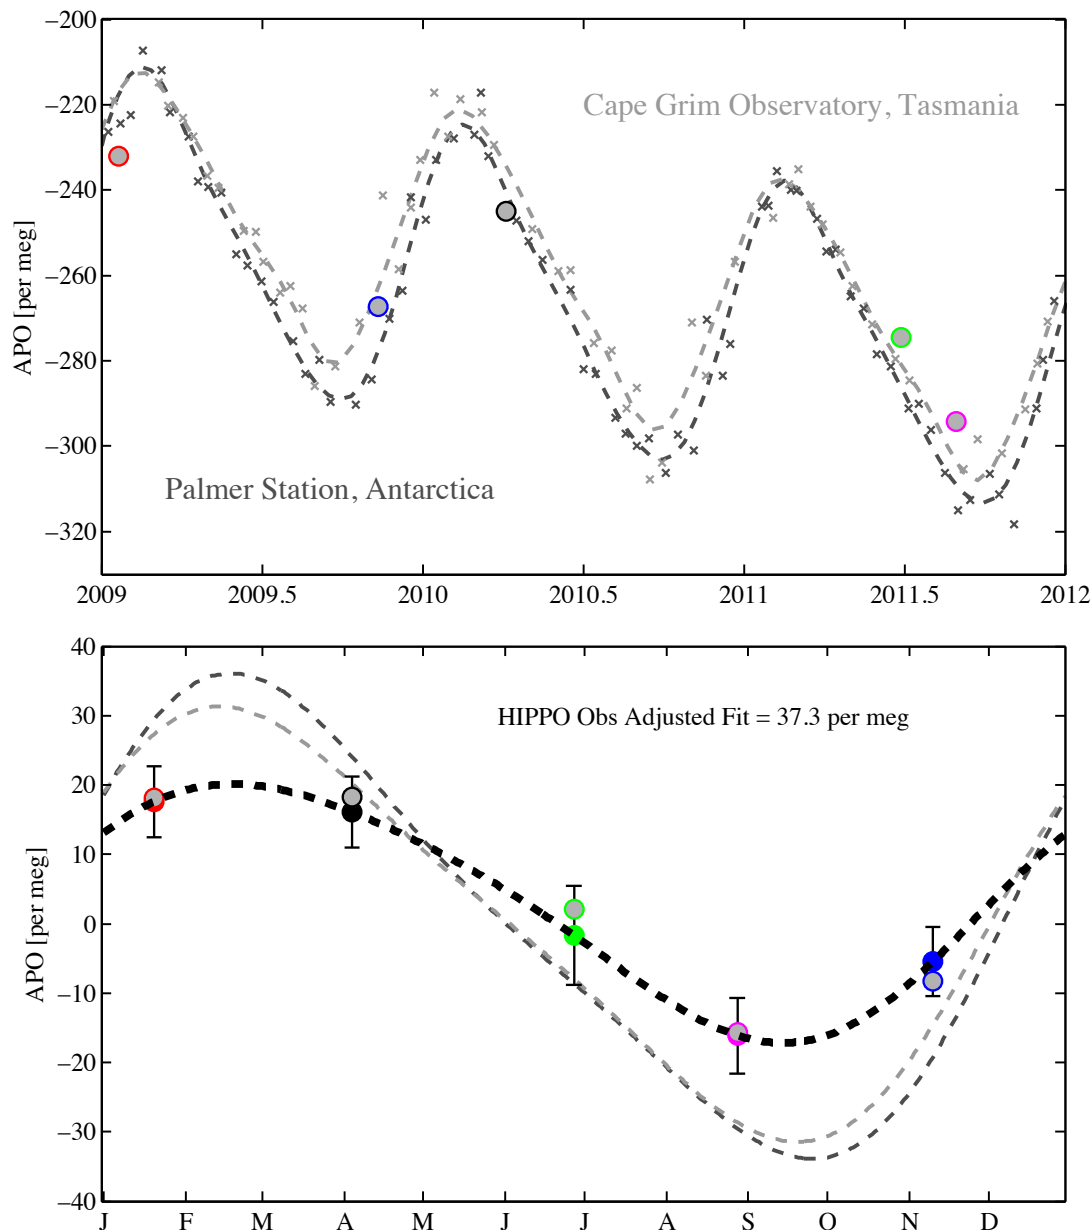 −200
−220
−240
−260
−280
−300
−320
APO [per meg]
Cape Grim Observatory, Tasmania
Palmer Station, Antarctica
2009 2009.5 2010 2010.5 2011 2011.5 2012
40
30
20
10
0
−10
−20
−30
−40
APO [per meg]
HIPPO Obs Adjusted Fit = 37.3 per meg
J F M A M J J A S O N D